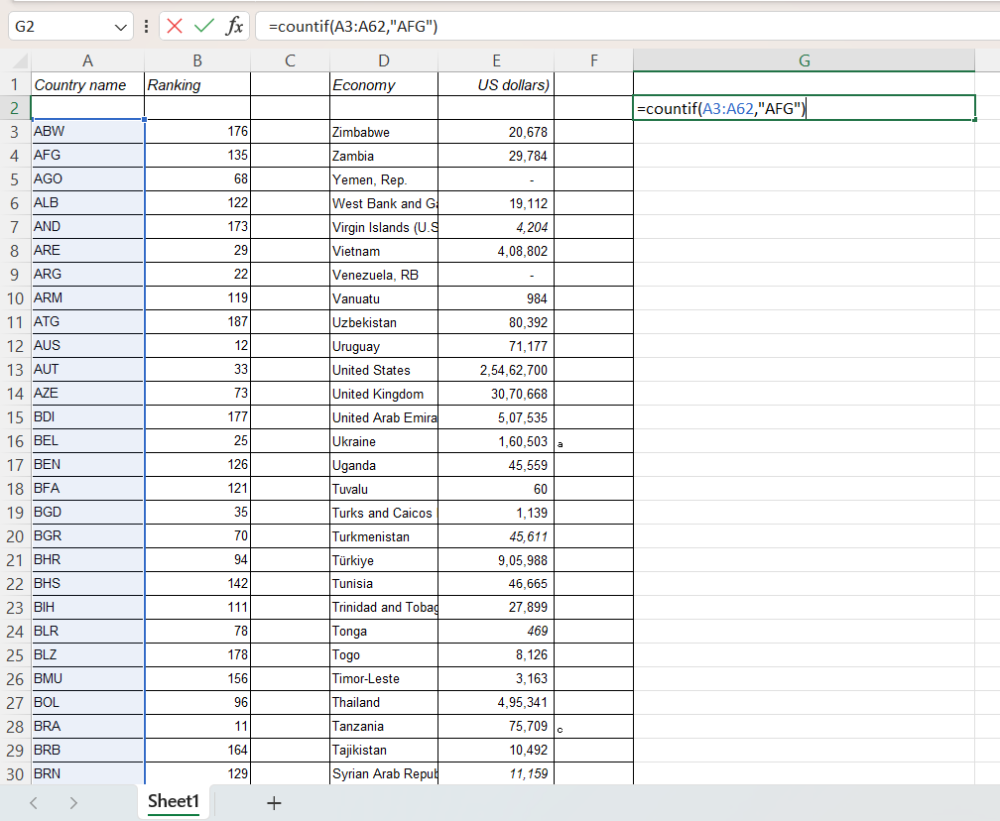 G2 fx =countif(A3:A62,"AFG")
A B C D E F G
1 Country name Ranking Economy US dollars)
2 =countif(A3:A62,"AFG")
3 ABW 176 Zimbabwe 20,678
4 AFG 135 Zambia 29,784
5 AGO 68 Yemen, Rep. -
6 ALB 122 West Bank and Ga 19,112
7 AND 173 Virgin Islands (U.S 4,204
8 ARE 29 Vietnam 4,08,802
9 ARG 22 Venezuela, RB -
10 ARM 119 Vanuatu 984
11 ATG 187 Uzbekistan 80,392
12 AUS 12 Uruguay 71,177
13 AUT 33 United States 2,54,62,700
14 AZE 73 United Kingdom 30,70,668
15 BDI 177 United Arab Emira 5,07,535
16 BEL 25 Ukraine 1,60,503 a
17 BEN 126 Uganda 45,559
18 BFA 121 Tuvalu 60
19 BGD 35 Turks and Caicos 1,139
20 BGR 70 Turkmenistan 45,611
21 BHR 94 Türkiye 9,05,988
22 BHS 142 Tunisia 46,665
23 BIH 111 Trinidad and Tobag 27,899
24 BLR 78 Tonga 469
25 BLZ 178 Togo 8,126
26 BMU 156 Timor-Leste 3,163
27 BOL 96 Thailand 4,95,341
28 BRA 11 Tanzania 75,709 c
29 BRB 164 Tajikistan 10,492
30 BRN 129 Syrian Arab Repub 11,159
Sheet1